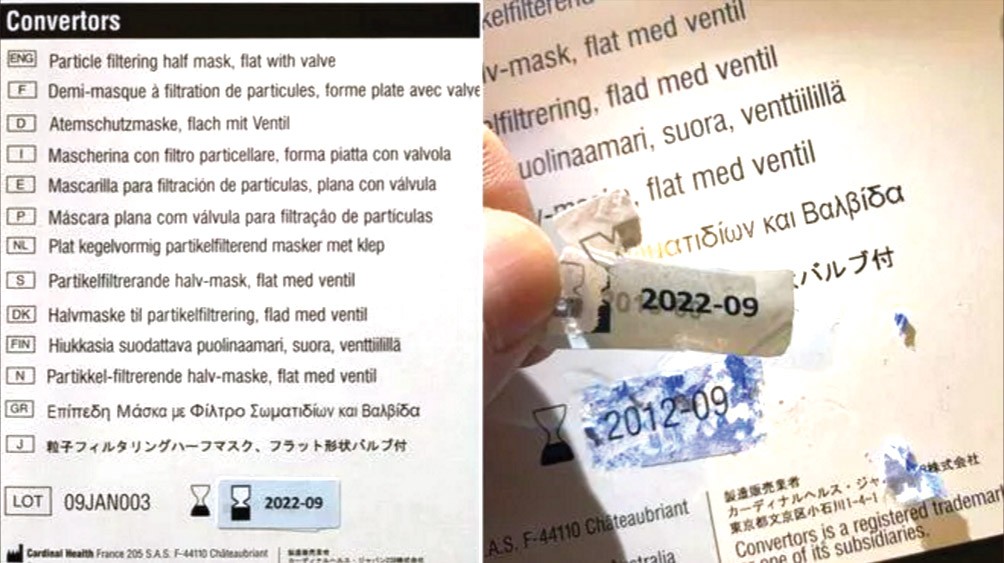 Convertors
ENG Particle filtering half mask, flat with valve
F Demi-masque à filtration de particules, forme plate avec valve
D Atemschutzmaske, flach mit Ventil
I Mascherina con filtro particellare, forma piatta con valvola
E Mascarilla para filtración de partículas, plana con válvula
P Máscara plana com válvula para filtração de partículas
NL Plat kegelvormig partikelfilterend masker met klep
S Partikelfiltrerande halv-mask, flat med ventil
DK Halvmaske til partikelfiltrering, flad med ventil
FIN Hiukkasia suodattava puolinaamari, suora, venttiilillä
N Partikkel-filtrerende halv-maske, flat med ventil
GR Επίπεδη Μάσκα με Φίλτρο Σωματιδίων και Βαλβίδα
J 粒子フィルタリングハーフマスク、フラット形状バルブ付
LOT 09JAN003 2022-09
Cardinal Health France 205 S.A.S. F-44110 Châteaubriant
製造販売業者
lv-mask, flat med ventil
elfiltrering, flad med ventil
uolinaamari, suora, venttiilillä
flat med ventil
ματιδίων και Βαλβίδα
バルブ付
2022-09
2012-09
製造販売業者
カーディナルヘルス・ジャ 株式会社
東京都文京区小石川1-4-1
.A.S. F-44110 Châteaubriant
stralia
Convertors is a registered trademark
one of its subsidiaries.